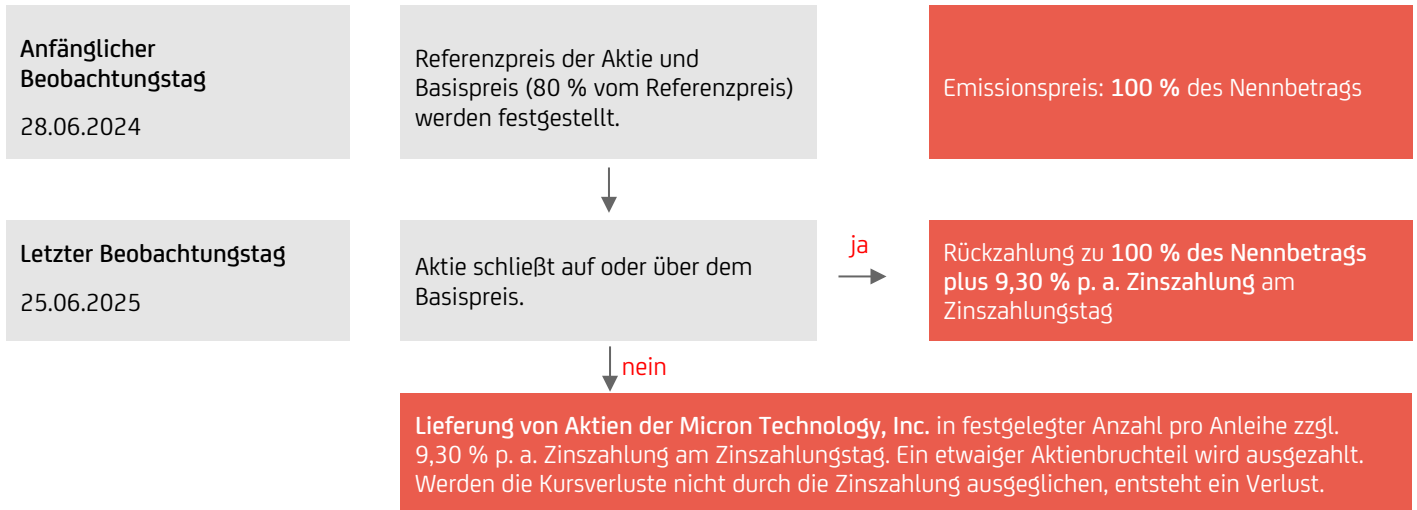 Anfänglicher
Beobachtungstag
28.06.2024
Referenzpreis der Aktie und
Basispreis (80 % vom Referenzpreis)
werden festgestellt.
Emissionspreis: 100 % des Nennbetrags
Letzter Beobachtungstag
25.06.2025
Aktie schließt auf oder über dem
Basispreis.
ja
Rückzahlung zu 100 % des Nennbetrags
plus 9,30 % p. a. Zinszahlung am
Zinszahlungstag
nein
Lieferung von Aktien der Micron Technology, Inc. in festgelegter Anzahl pro Anleihe zzgl.
9,30 % p. a. Zinszahlung am Zinszahlungstag. Ein etwaiger Aktienbruchteil wird ausgezahlt.
Werden die Kursverluste nicht durch die Zinszahlung ausgeglichen, entsteht ein Verlust.